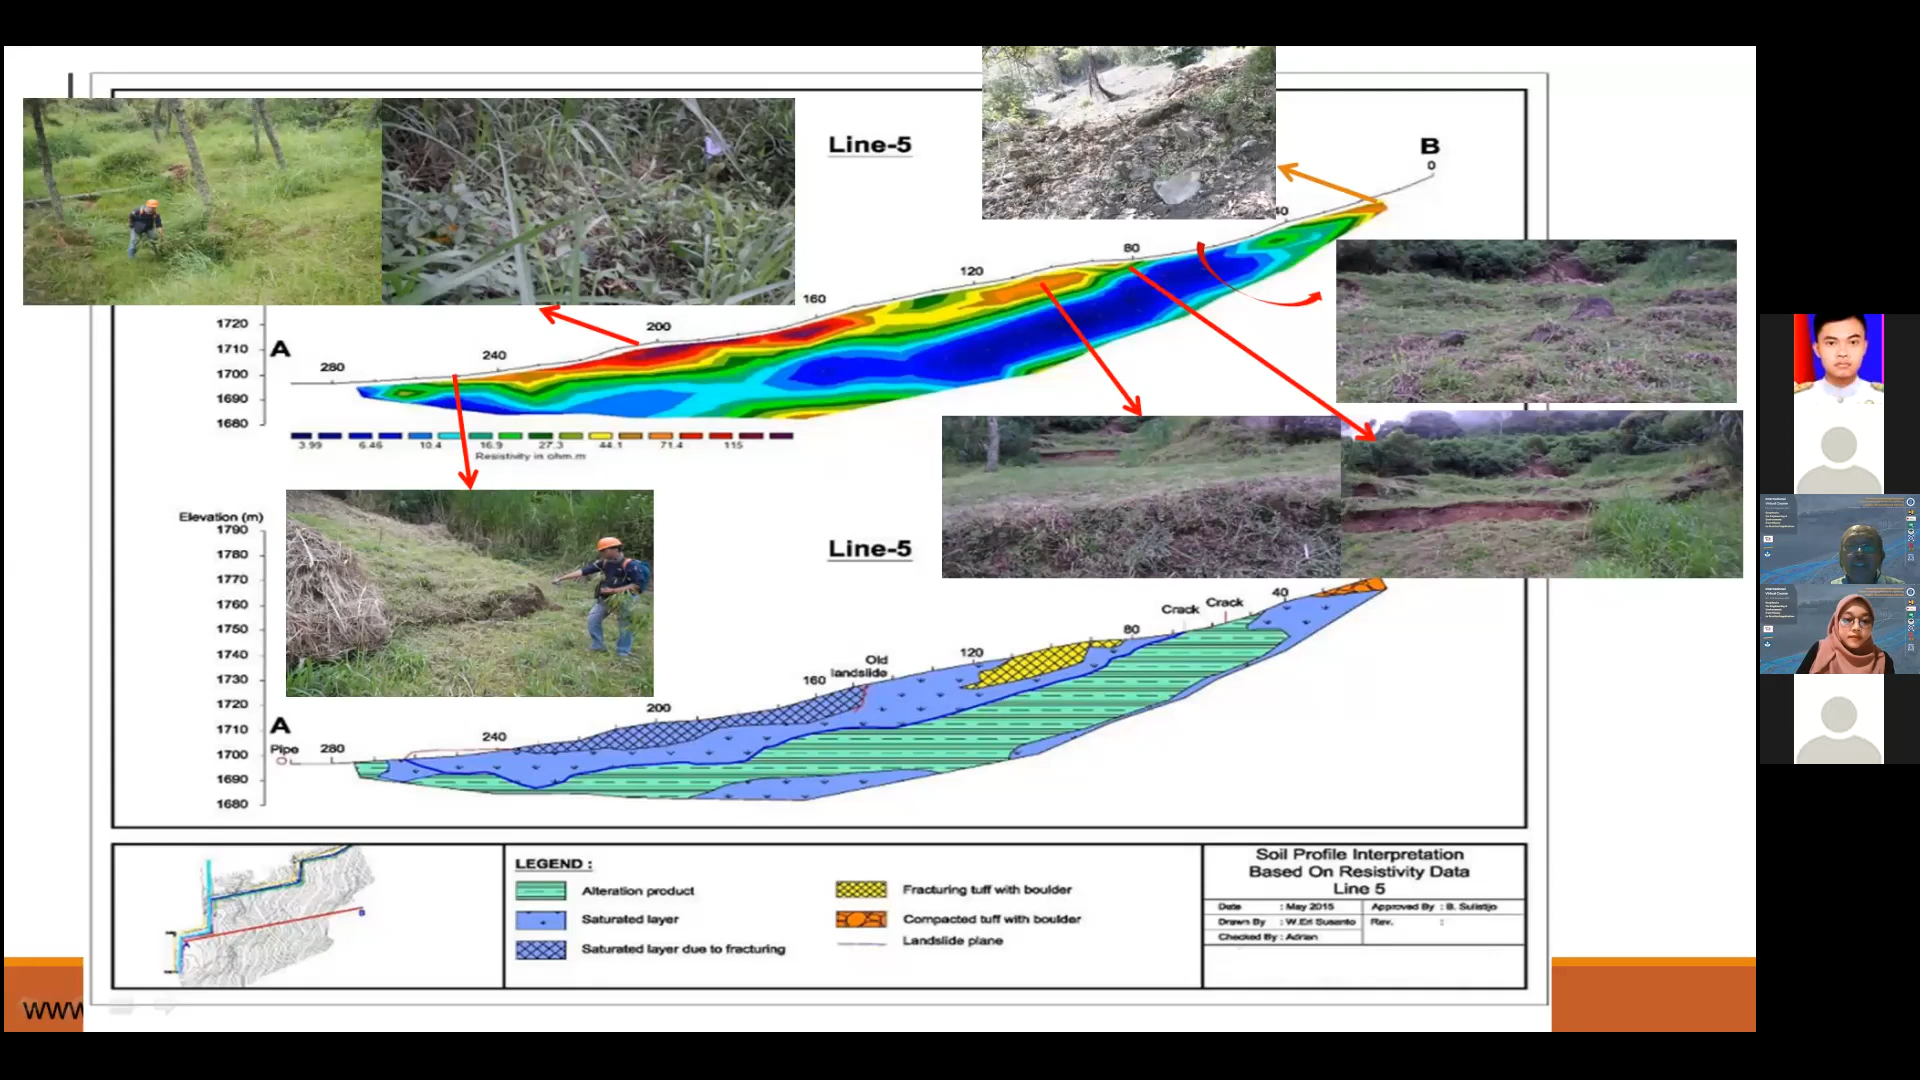 Line-5
B
0
80
120
160
200
240
280
A
1720
1710
1700
1690
1680
3.99 6.46 10.4 16.9 27.3 44.1 71.4 115
Resistivity in ohm.m
Line-5
Elevation (m)
1790
1780
1770
1760
1750
1740
1730
1720
1710
1700
1690
1680
A
Pipe
280
240
200
160
Old
landslide
120
80
Crack
Crack
40
LEGEND :
Alteration product
Saturated layer
Saturated layer due to fracturing
Fracturing tuff with boulder
Compacted tuff with boulder
Landslide plane
Soil Profile Interpretation
Based On Resistivity Data
Line 5
Date : May 2015
Drawn By : W.Eri Susanto
Checked By : Adrian
Approved By : B. Sulistijo
Rev. :
A
B
www